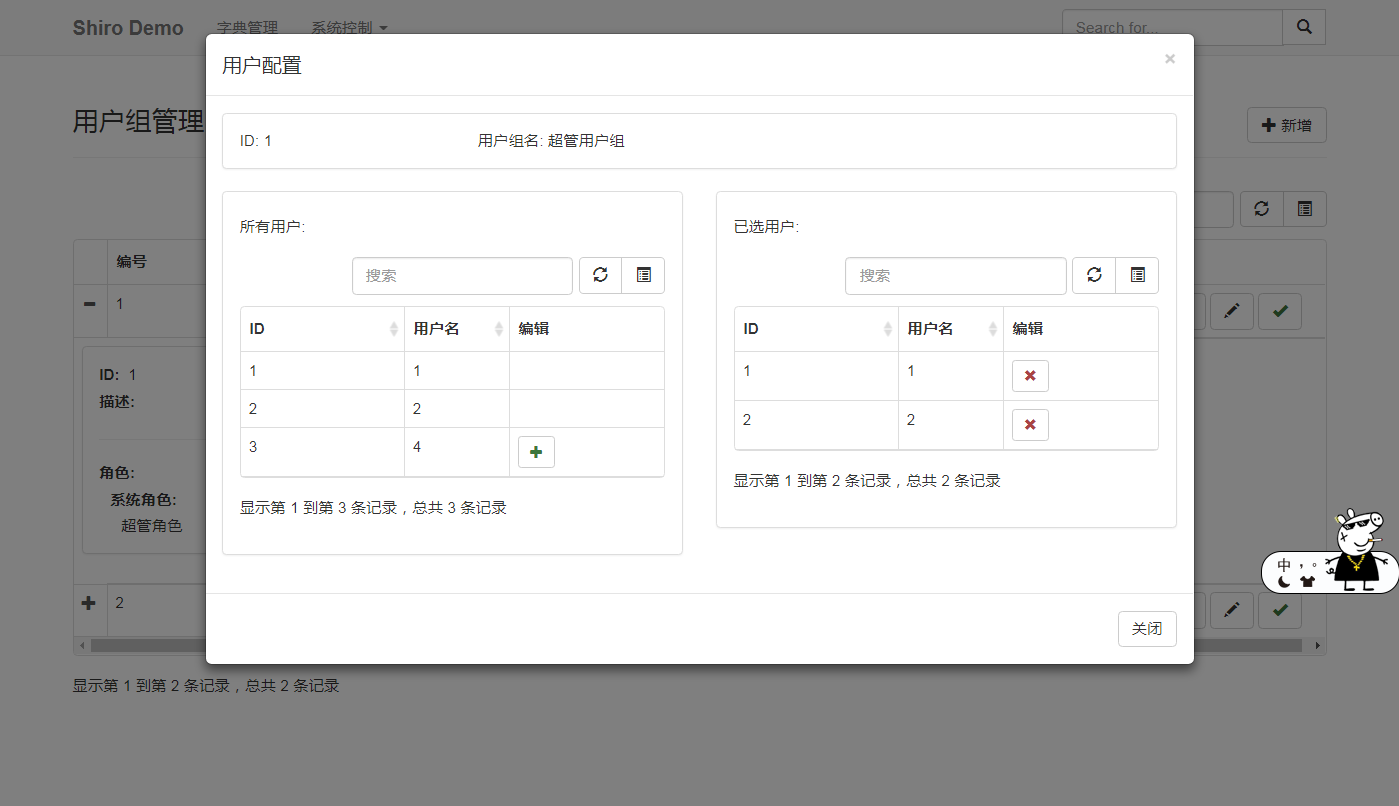 Shiro Demo 字典管理 系统控制 Search for...
用户配置 ×
用户组管理 新增
ID: 1 用户组名: 超管用户组
所有用户: 已选用户:
搜索 搜索
编号
ID 用户名 编辑 ID 用户名 编辑
1
1 1 1 1
2 2 2 2
3 4
ID: 1
描述:
显示第 1 到第 3 条记录，总共 3 条记录 显示第 1 到第 2 条记录，总共 2 条记录
角色:
系统角色:
超管角色
中 ， 。
2
关闭
显示第 1 到第 2 条记录，总共 2 条记录